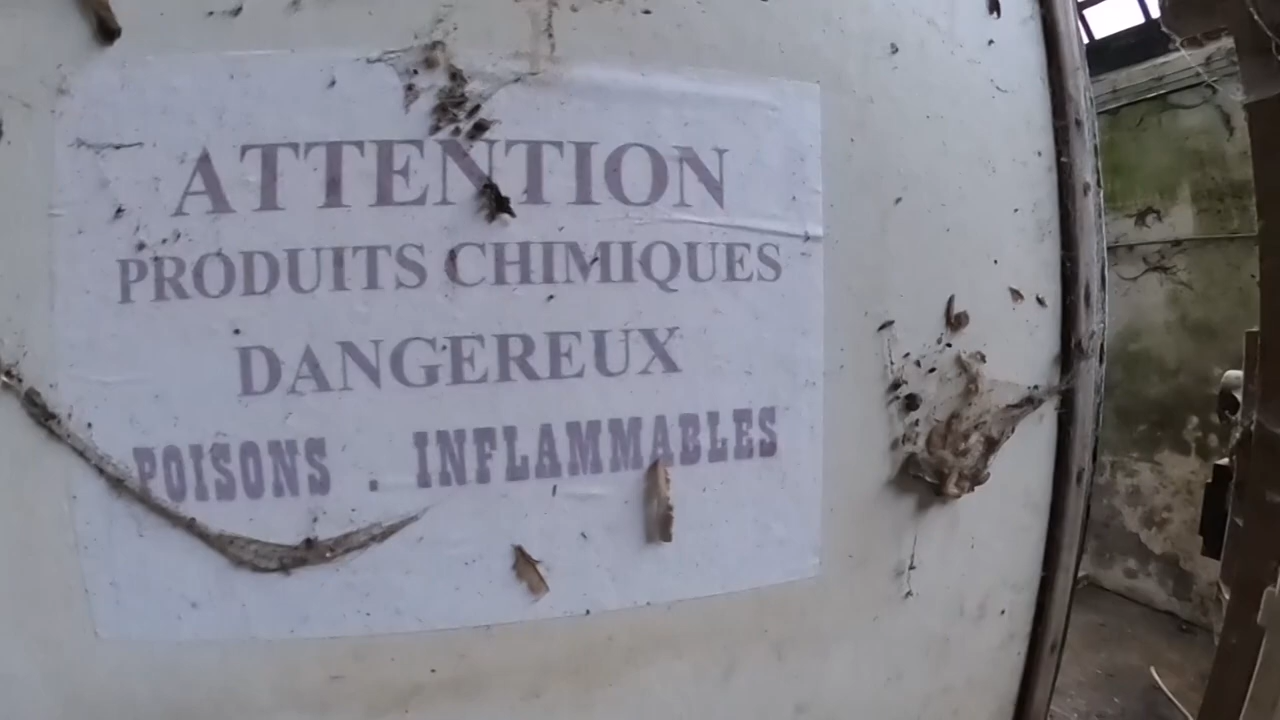 ATTENTION
PRODUITS CHIMIQUES
DANGEREUX
POISONS . INFLAMMABLES